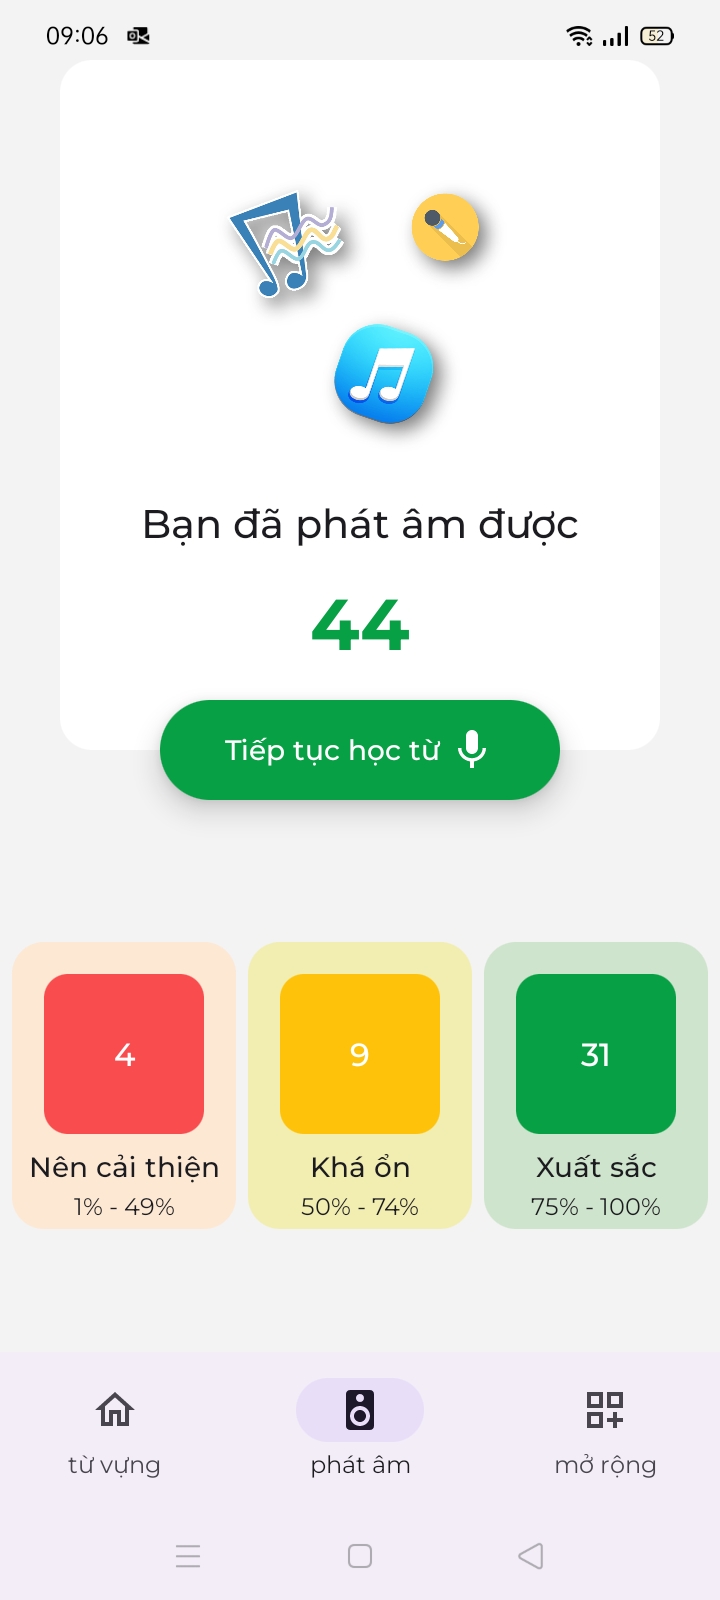 09:06
52
Bạn đã phát âm được
44
Tiếp tục học từ
4
9
31
Nên cải thiện
Khá ổn
Xuất sắc
1% - 49%
50% - 74%
75% - 100%
từ vựng
phát âm
mở rộng